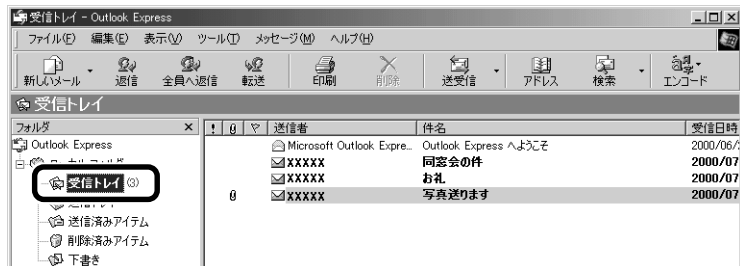 受信トレイ - Outlook Express
ファイル(F) 編集(E) 表示(V) ツール(T) メッセージ(M) ヘルプ(H)
新しいメール 返信 全員へ返信 転送 印刷 削除 送受信 アドレス 検索 エンコード
受信トレイ
フォルダ × ! 送信者 件名 受信日時
Outlook Express Microsoft Outlook Expre... Outlook Express へようこそ 2000/06/
XXXXX 同窓会の件 2000/07
受信トレイ (3) XXXXX お礼 2000/07
XXXXX 写真送ります 2000/07
送信済みアイテム
削除済みアイテム
下書き